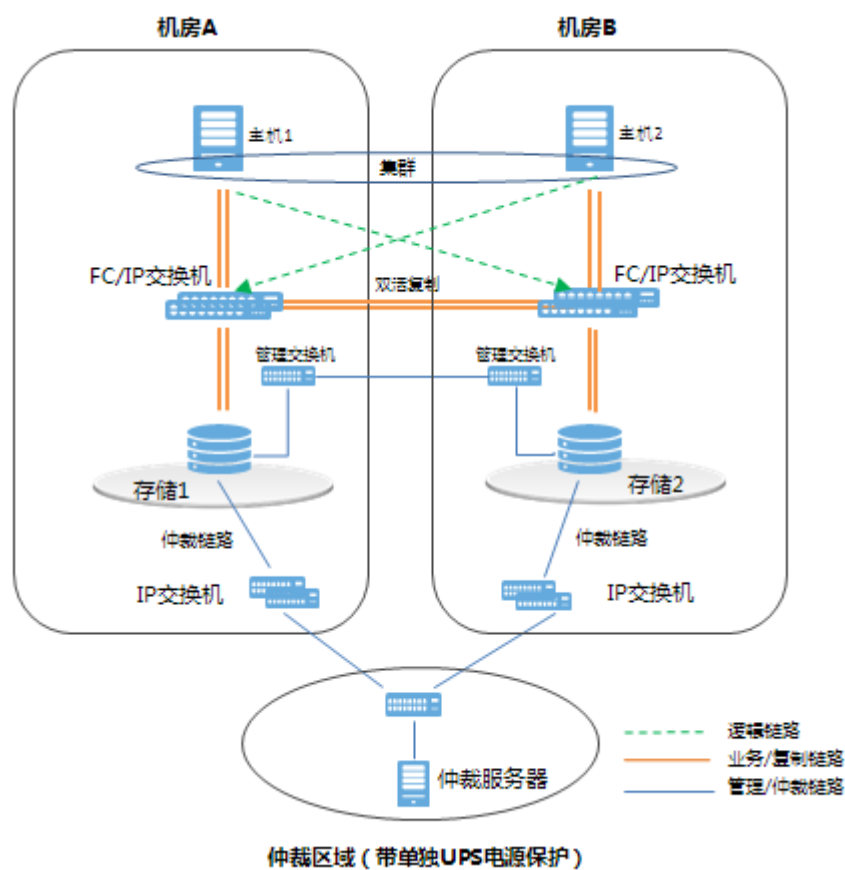 机房A
机房B
主机1
主机2
集群
FC/IP交换机
FC/IP交换机
双活复制
管理交换机
管理交换机
存储1
存储2
仲裁链路
仲裁链路
IP交换机
IP交换机
仲裁服务器
逻辑链路
业务/复制链路
管理/仲裁链路
仲裁区域（带单独UPS电源保护）